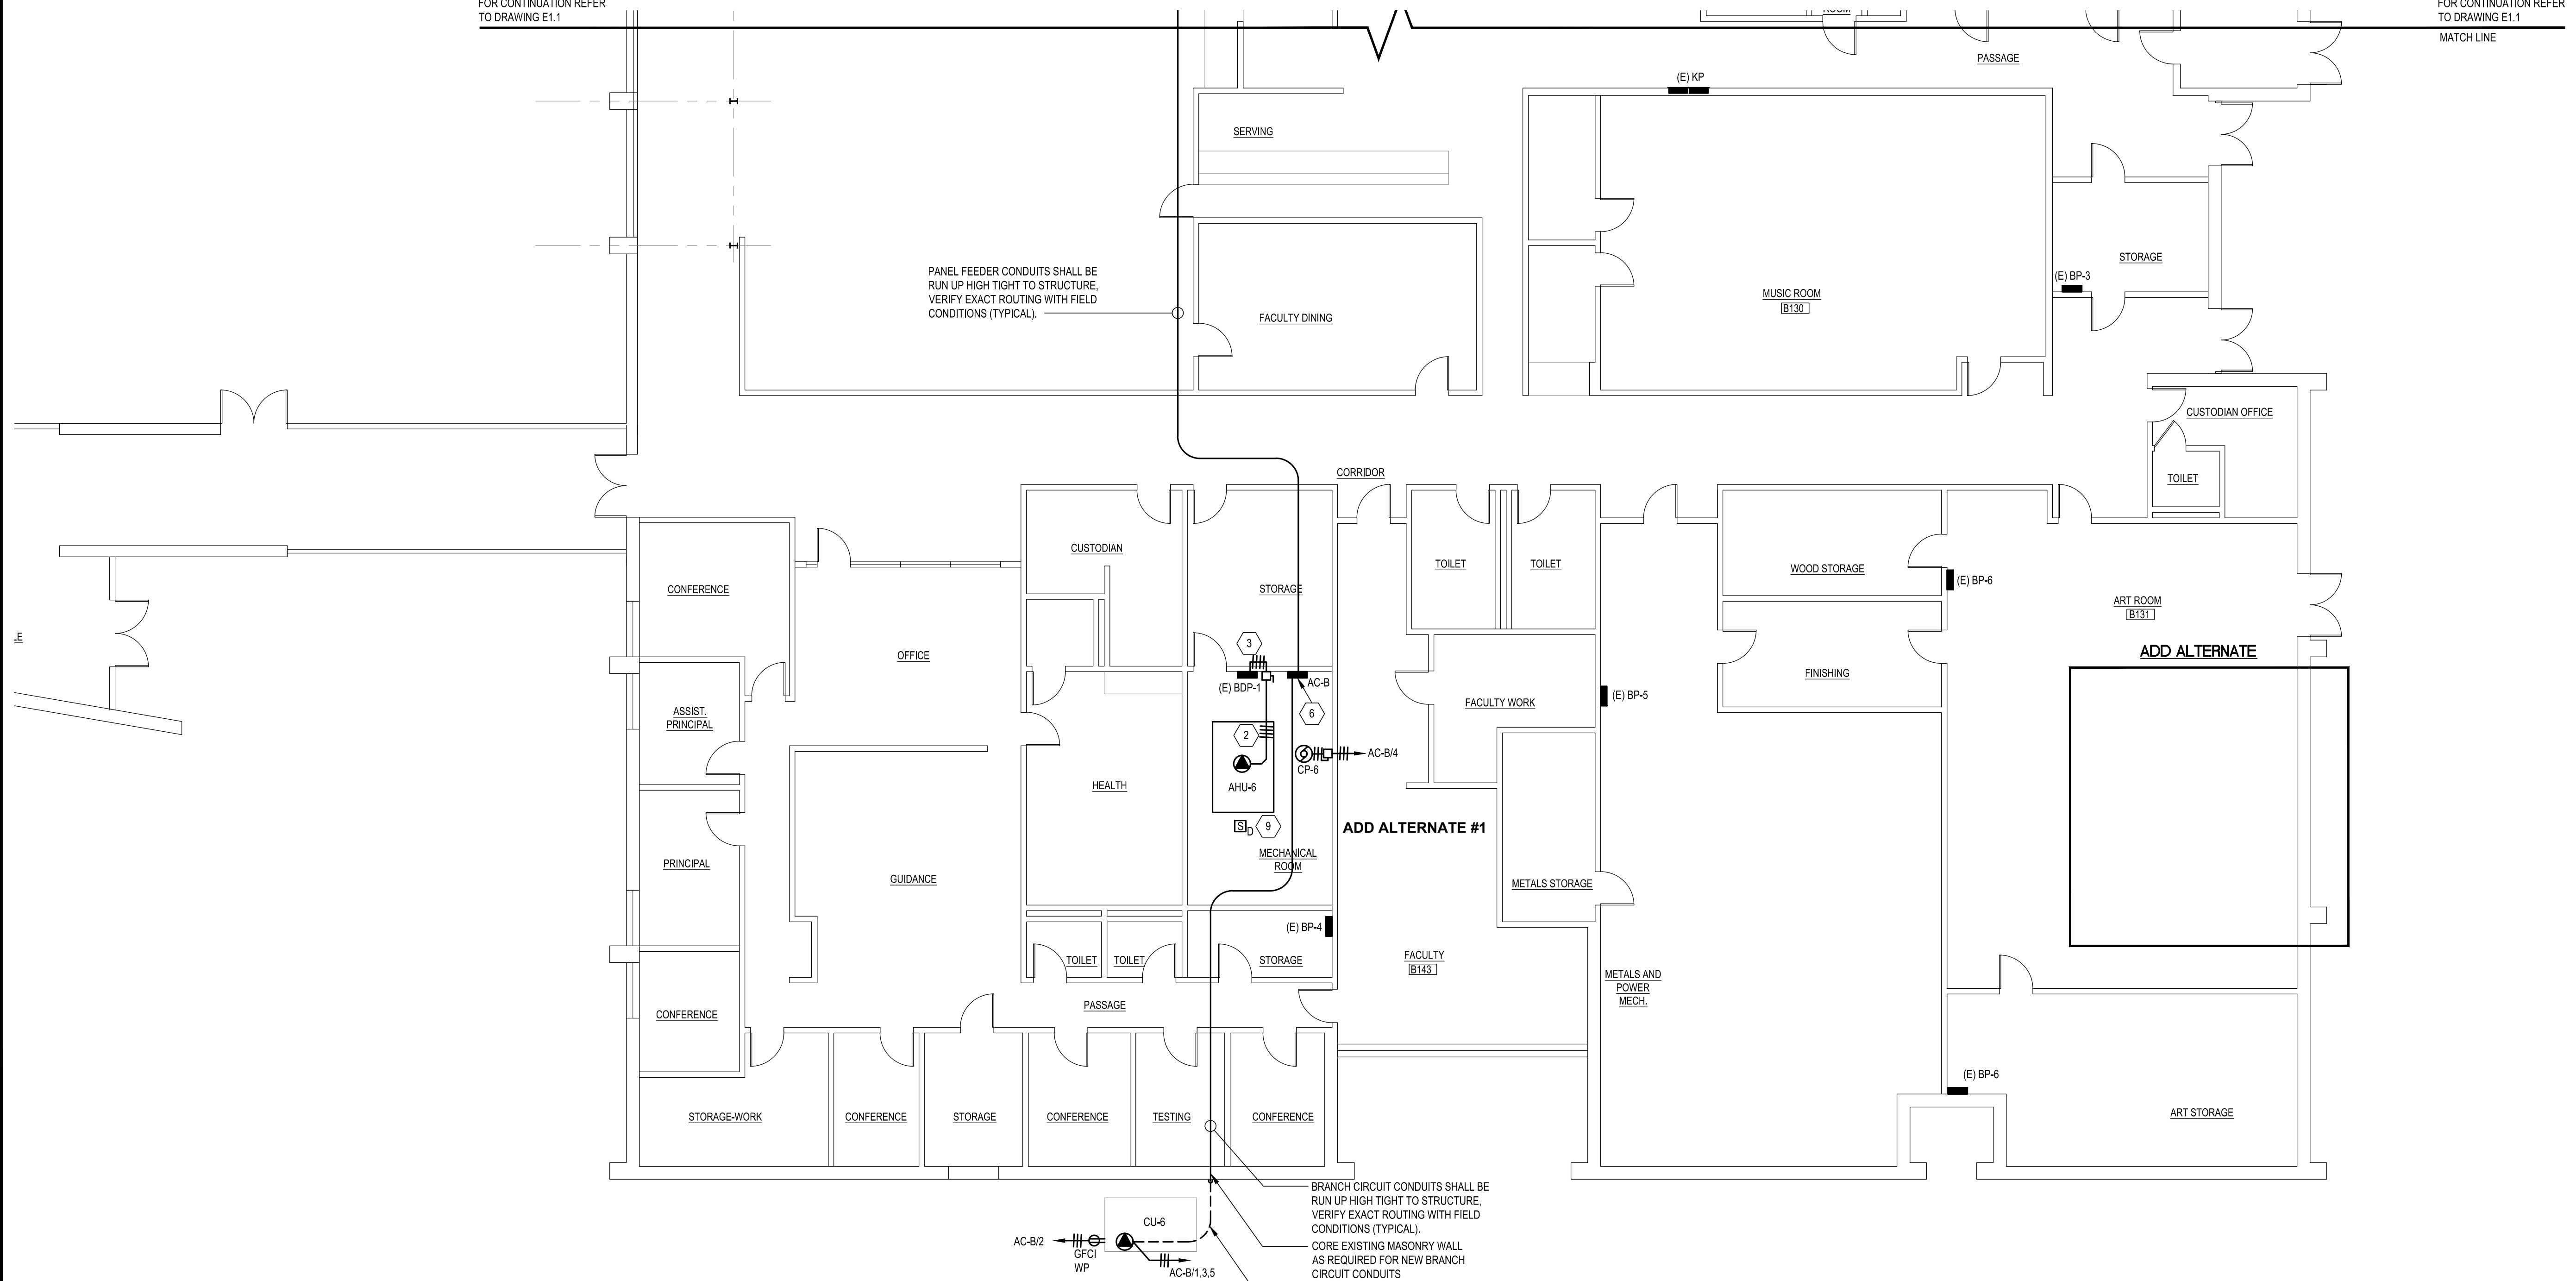 FOR CONTINUATION REFER
TO DRAWING E1.1
FOR CONTINUATION REFER
TO DRAWING E1.1
MATCH LINE
ROOM
PASSAGE
(E) KP
SERVING
STORAGE
(E) BP-3
PANEL FEEDER CONDUITS SHALL BE
RUN UP HIGH TIGHT TO STRUCTURE,
VERIFY EXACT ROUTING WITH FIELD
CONDITIONS (TYPICAL).
FACULTY DINING
MUSIC ROOM
B130
CUSTODIAN OFFICE
TOILET
CORRIDOR
CUSTODIAN
CONFERENCE
STORAGE
TOILET
TOILET
WOOD STORAGE
(E) BP-6
ART ROOM
B131
ADD ALTERNATE
.E
OFFICE
3
(E) BDP-1
AC-B
6
FACULTY WORK
(E) BP-5
FINISHING
ASSIST.
PRINCIPAL
2
CP-6
AC-B/4
HEALTH
AHU-6
S
D
9
ADD ALTERNATE #1
MECHANICAL
ROOM
PRINCIPAL
GUIDANCE
METALS STORAGE
(E) BP-4
TOILET
TOILET
STORAGE
FACULTY
B143
METALS AND
POWER
MECH.
PASSAGE
CONFERENCE
(E) BP-6
STORAGE-WORK
CONFERENCE
STORAGE
CONFERENCE
TESTING
CONFERENCE
ART STORAGE
BRANCH CIRCUIT CONDUITS SHALL BE
RUN UP HIGH TIGHT TO STRUCTURE,
VERIFY EXACT ROUTING WITH FIELD
CONDITIONS (TYPICAL).
CORE EXISTING MASONRY WALL
AS REQUIRED FOR NEW BRANCH
CIRCUIT CONDUITS
CU-6
AC-B/2
GFCI
WP
AC-B/1,3,5